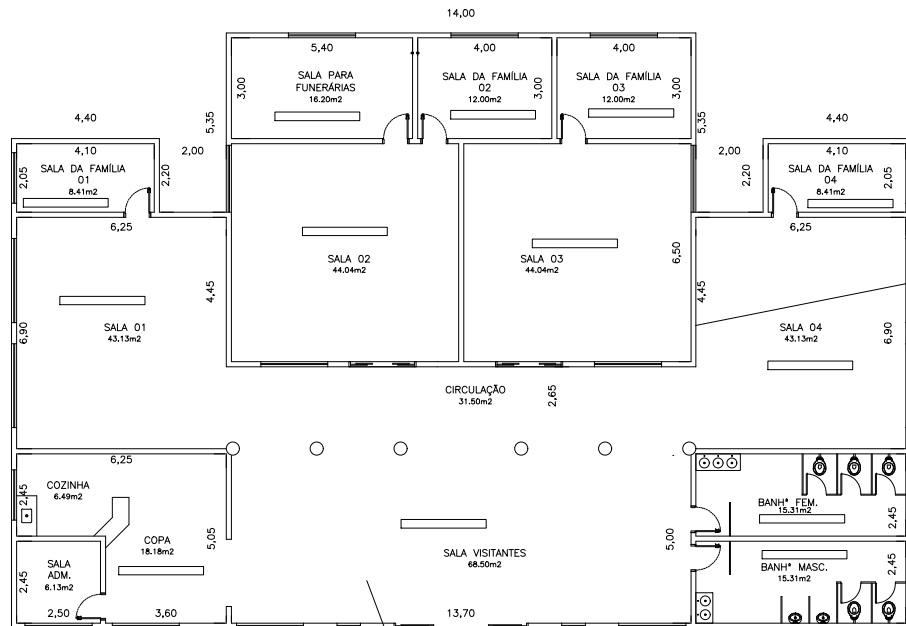 14,00
5,40
4,00
4,00
SALA PARA
FUNERÁRIAS
16.20m2
3,00
SALA DA FAMÍLIA
02
12.00m2
3,00
SALA DA FAMÍLIA
03
12.00m2
3,00
4,40
5,35
5,35
4,40
4,10
2,00
2,00
4,10
SALA DA FAMÍLIA
01
8.41m2
2,05
2,20
2,20
SALA DA FAMÍLIA
04
8.41m2
2,05
6,25
6,25
SALA 02
44.04m2
SALA 03
44.04m2
6,50
4,45
4,45
SALA 01
43.13m2
6,90
SALA 04
43.13m2
6,90
CIRCULAÇÃO
31.50m2
2,65
6,25
COZINHA
6.49m2
2,45
BANHº FEM.
15.31m2
2,45
COPA
18.18m2
5,05
SALA VISITANTES
68.50m2
5,00
SALA
ADM.
6.13m2
2,45
BANHº MASC.
15.31m2
2,45
2,50
3,60
13,70